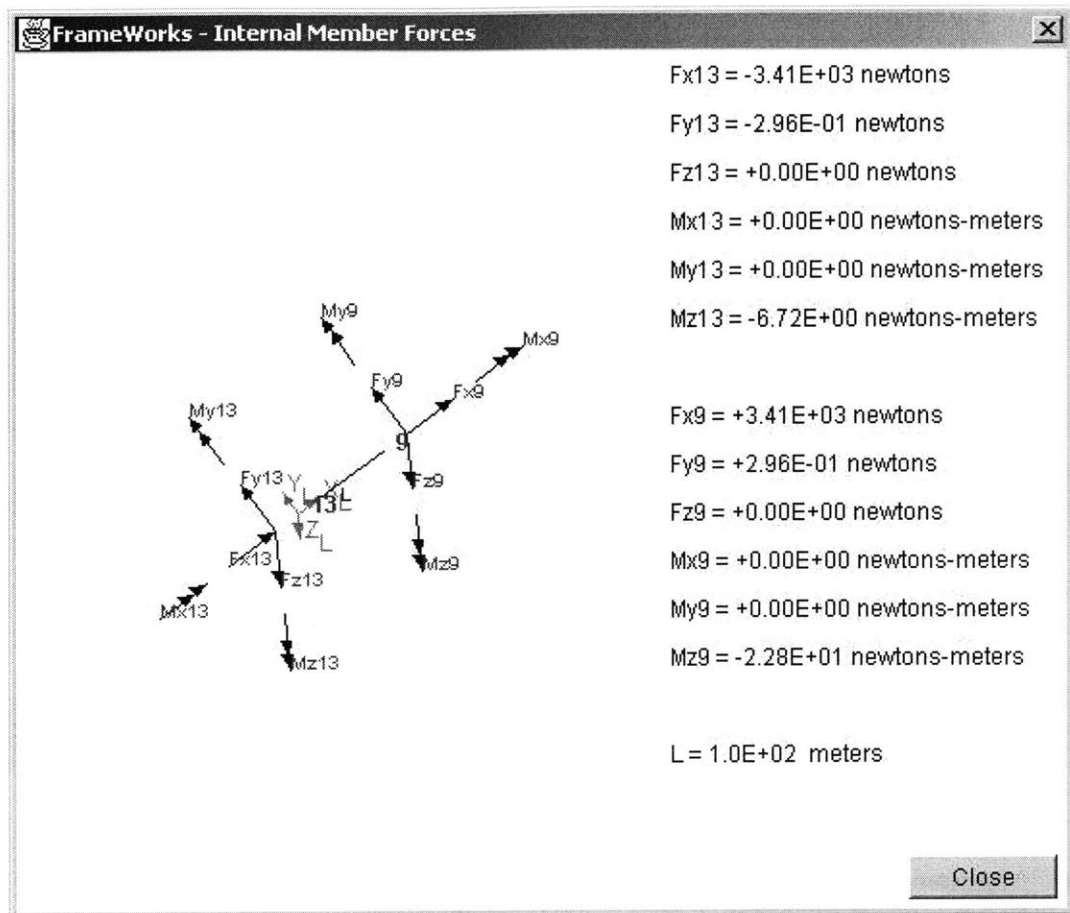 FrameWorks - Internal Member Forces
Fx13 = -3.41E+03 newtons
Fy13 = -2.96E-01 newtons
Fz13 = +0.00E+00 newtons
Mx13 = +0.00E+00 newtons-meters
My13 = +0.00E+00 newtons-meters
Mz13 = -6.72E+00 newtons-meters
Fx9 = +3.41E+03 newtons
Fy9 = +2.96E-01 newtons
Fz9 = +0.00E+00 newtons
Mx9 = +0.00E+00 newtons-meters
My9 = +0.00E+00 newtons-meters
Mz9 = -2.28E+01 newtons-meters
L = 1.0E+02 meters
My9
Mx9
Fy9
Fx9
My13
9
Fy13
Y L
X L
13
Fz9
Z L
Fx13
Fz13
Mz9
Mx13
Mz13
Close